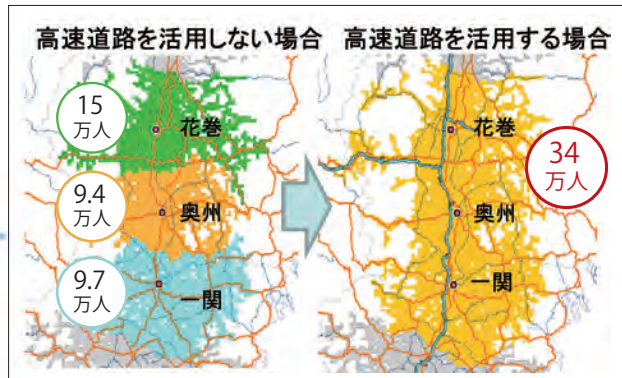 高速道路を活用しない場合
高速道路を活用する場合
15
万人
花巻
9.4
万人
奥州
9.7
万人
一関
花巻
34
万人
奥州
一関